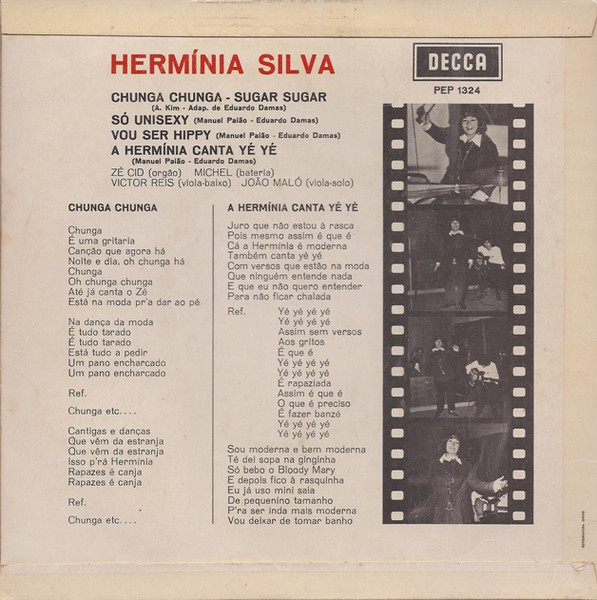 HERMÍNIA SILVA
DECCA
PEP 1324
CHUNGA CHUNGA - SUGAR SUGAR
(A. Kim - Adap. de Eduardo Damas)
SÓ UNISEXY (Manuel Paião - Eduardo Damas)
VOU SER HIPPY (Manuel Paião - Eduardo Damas)
A HERMÍNIA CANTA YÉ YÉ
(Manuel Paião - Eduardo Damas)
ZÉ CID (orgão) MICHEL (bateria)
VICTOR REIS (viola-baixo) JOÃO MALÓ (viola-solo)
CHUNGA CHUNGA
Chunga
É uma gritaria
Canção que agora há
Noite e dia, oh chunga há
Chunga
Oh chunga chunga
Até já canta o Zé
Está na moda pr'a dar ao pé
Na dança da moda
É tudo tarado
É tudo tarado
Está tudo a pedir
Um pano encharcado
Um pano encharcado
Ref.
Chunga etc....
Cantigas e danças
Que vêm da estranja
Que vêm da estranja
Isso p'rá Hermínia
Rapazes é canja
Rapazes é canja
Ref.
Chunga etc....
A HERMÍNIA CANTA YÉ YÉ
Juro que não estou à rasca
Pois mesmo assim é que é
Cá a Hermínia é moderna
Também canta yé yé
Com versos que estão na moda
Que ninguém entende nada
E que eu não quero entender
Para não ficar chalada
Ref. Yé yé yé yé
Yé yé yé yé
Assim sem versos
Aos gritos
É que é
Yé yé yé yé
Yé yé yé yé
É rapaziada
Assim é que é
O que é preciso
É fazer banzé
Yé yé yé yé
Yé yé yé yé
Sou moderna e bem moderna
Té dei sopa na ginginha
Só bebo o Bloody Mary
E depois fico à rasquinha
Eu já uso mini saia
De pequenino tamanho
P'ra ser inda mais moderna
Vou deixar de tomar banho